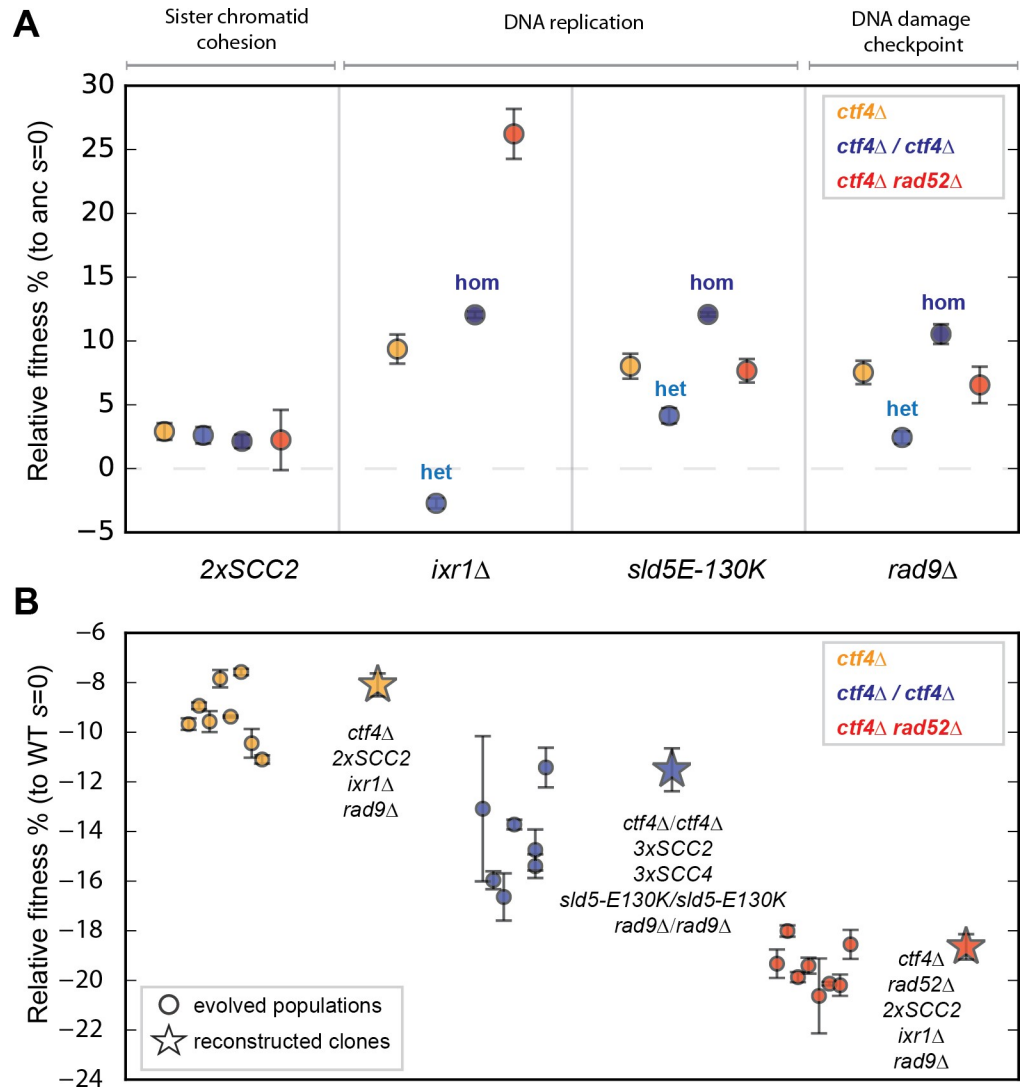 A
Sister chromatid
cohesion
DNA replication
DNA damage
checkpoint
Relative fitness % (to anc s=0)
30
25
20
15
10
5
0
−5
ctf4Δ
ctf4Δ / ctf4Δ
ctf4Δ rad52Δ
hom
het
hom
het
hom
het
2xSCC2
ixr1Δ
sld5E-130K
rad9Δ
B
Relative fitness % (to WT s=0)
−6
−8
−10
−12
−14
−16
−18
−20
−22
−24
ctf4Δ
ctf4Δ / ctf4Δ
ctf4Δ rad52Δ
ctf4Δ
2xSCC2
ixr1Δ
rad9Δ
ctf4Δ/ctf4Δ
3xSCC2
3xSCC4
sld5-E130K/sld5-E130K
rad9Δ/rad9Δ
ctf4Δ
rad52Δ
2xSCC2
ixr1Δ
rad9Δ
evolved populations
reconstructed clones